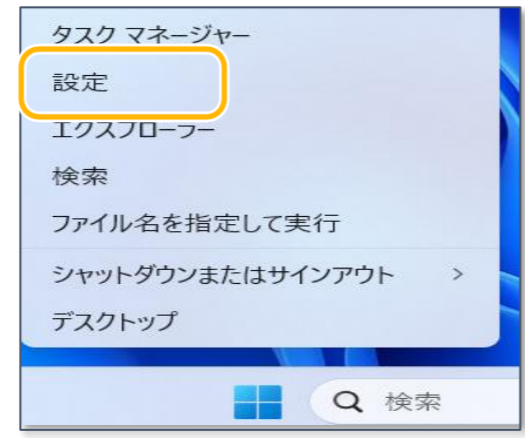 タスク マネージャー
設定
エクスプローラー
検索
ファイル名を指定して実行
シャットダウンまたはサインアウト >
デスクトップ
検索